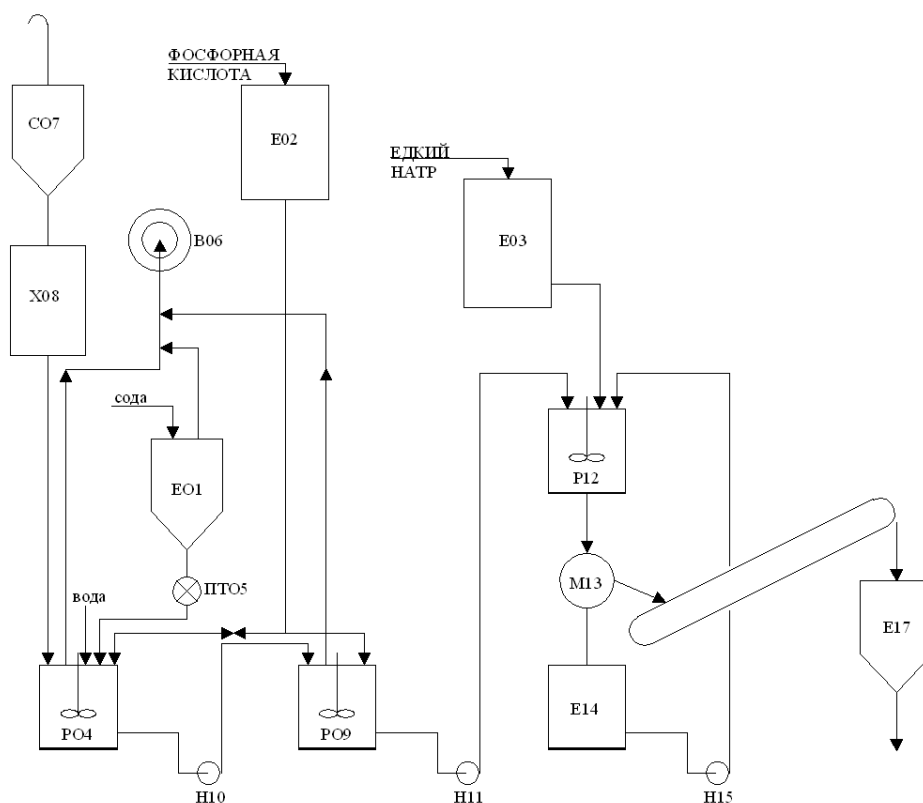 ФОСФОРНАЯ
КИСЛОТА
СО7
Е02
ЕДКИЙ
НАТР
Е03
В06
Х08
сода
ЕО1
Р12
ПТО5
М13
вода
Е17
РО4
РО9
Е14
Н10
Н11
Н15